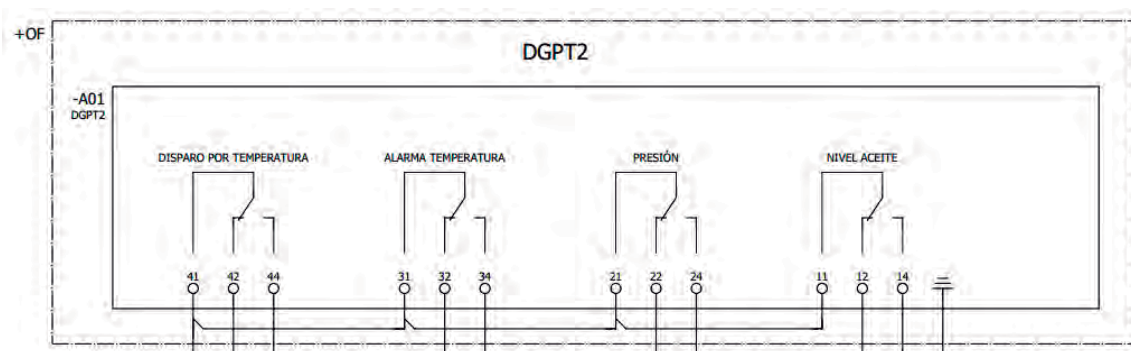 +OF
DGPT2
-A01
DGPT2
DISPARO POR TEMPERATURA ALARMA TEMPERATURA PRESIÓN NIVEL ACEITE
41 42 44 31 32 34 21 22 24 11 12 14